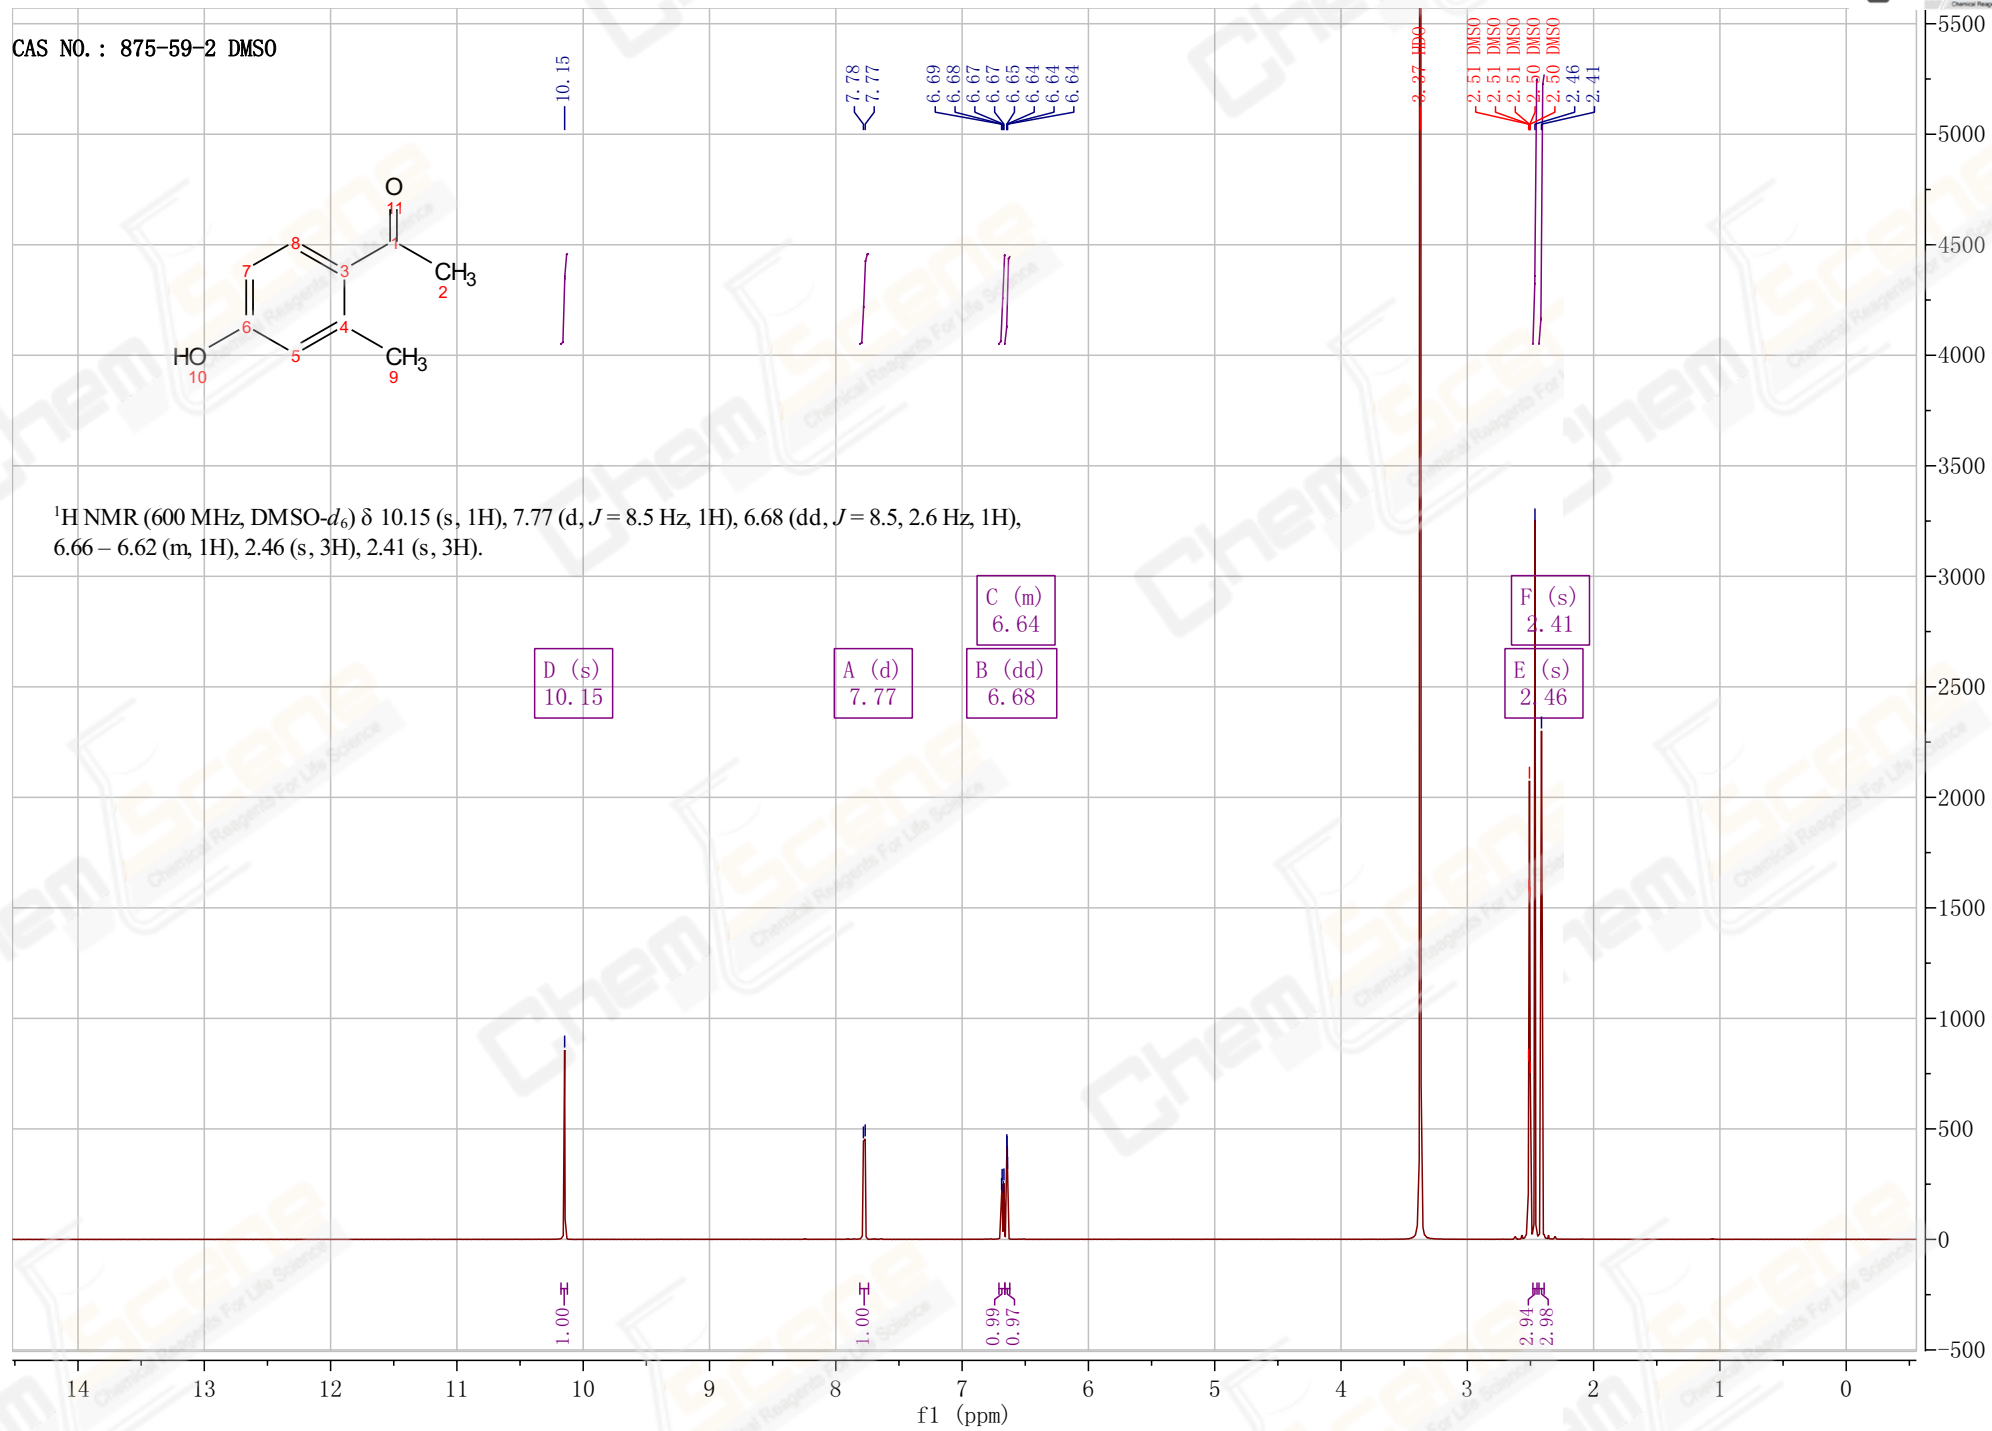 CAS NO.: 875-59-2 DMSO
10.15
7.78
7.77
6.69
6.68
6.67
6.67
6.65
6.64
6.64
6.64
3.37 HDO
2.51 DMSO
2.51 DMSO
2.51 DMSO
2.50 DMSO
2.50 DMSO
2.46
2.41
O
11
8
1
7
3
CH3
2
6
4
HO
10
5
CH3
9
¹H NMR (600 MHz, DMSO-d₆) δ 10.15 (s, 1H), 7.77 (d, J = 8.5 Hz, 1H), 6.68 (dd, J = 8.5, 2.6 Hz, 1H),
6.66 – 6.62 (m, 1H), 2.46 (s, 3H), 2.41 (s, 3H).
C (m)
6.64
F (s)
2.41
D (s)
10.15
A (d)
7.77
B (dd)
6.68
E (s)
2.46
1.00
1.00
0.99
0.97
2.94
2.98
14 13 12 11 10 9 8 7 6 5 4 3 2 1 0
f1 (ppm)
5500
5000
4500
4000
3500
3000
2500
2000
1500
1000
500
0
-500
ChemScene
Chemical Reagents For Life Science